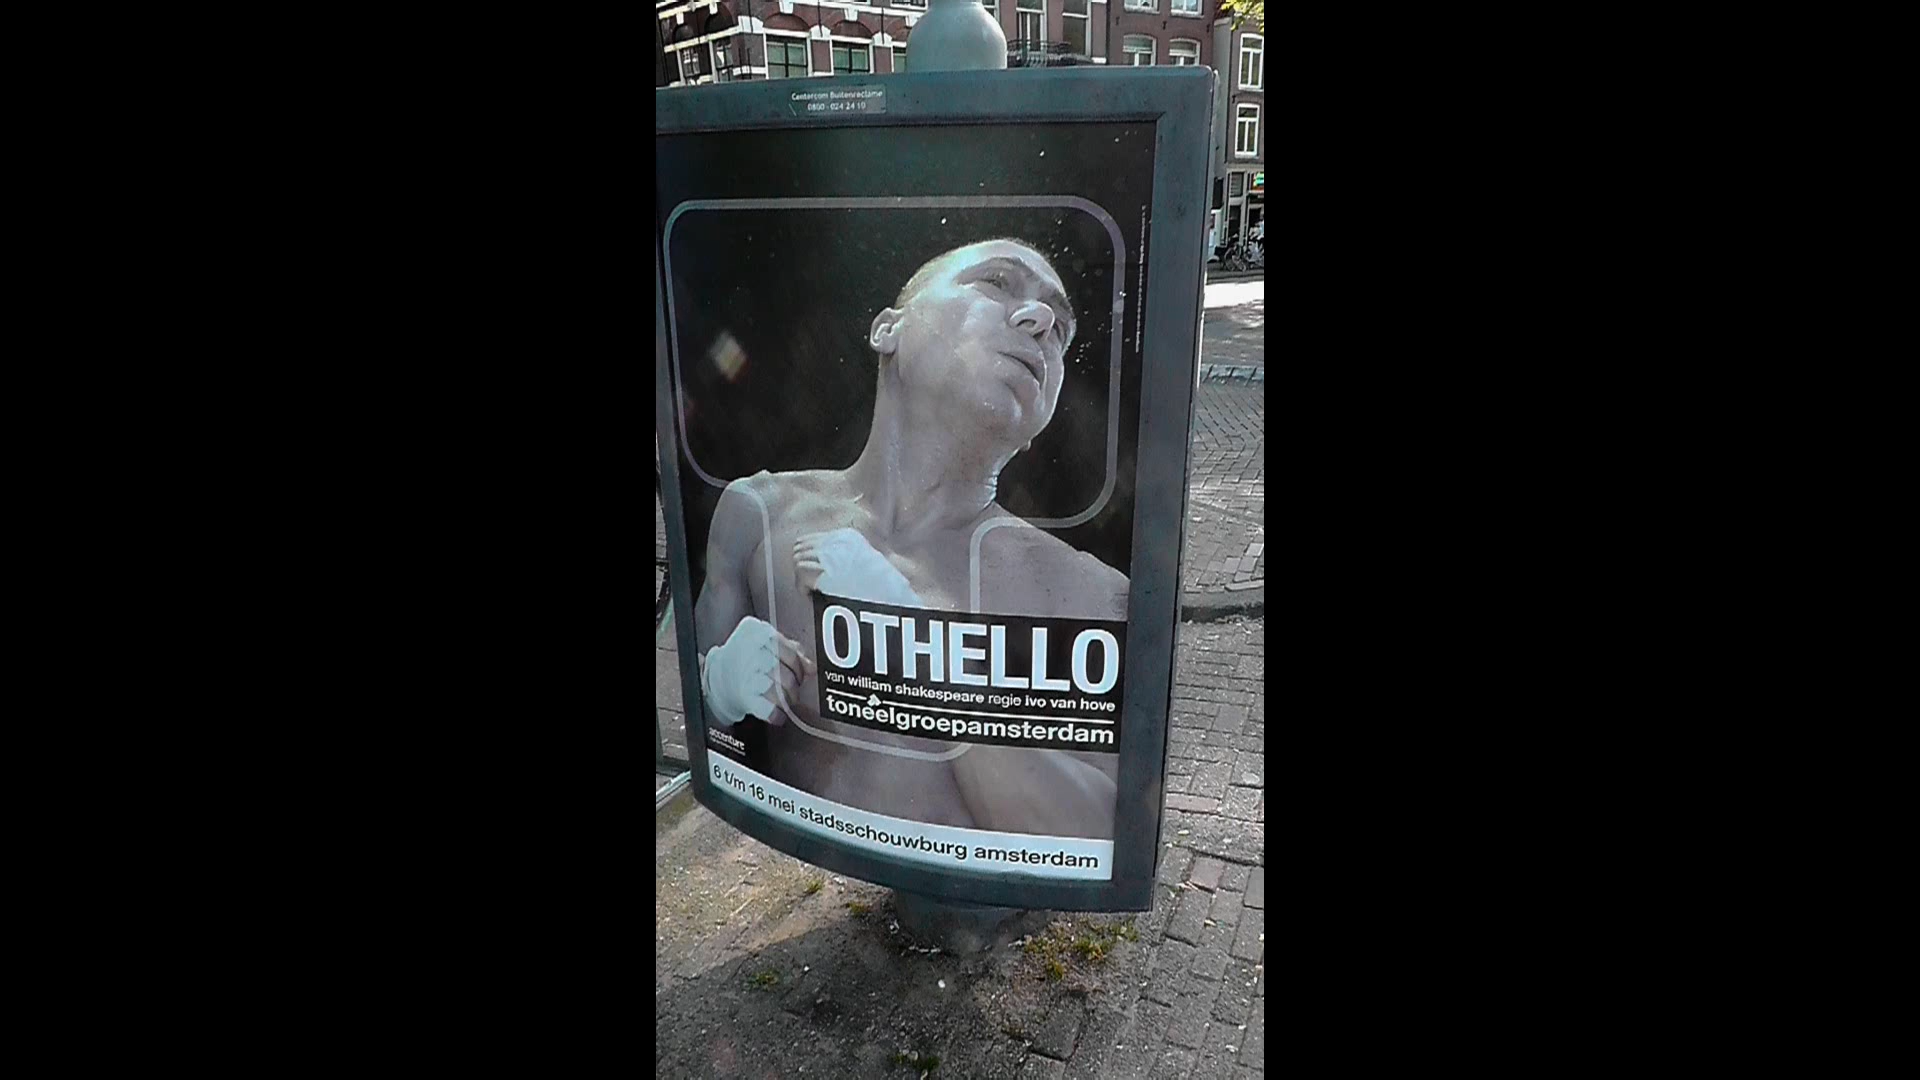 Centercom Buitenreclame
0800 - 024 24 10
OTHELLO
van william shakespeare regie ivo van hove
toneelgroepamsterdam
accenture
6 t/m 16 mei stadsschouwburg amsterdam